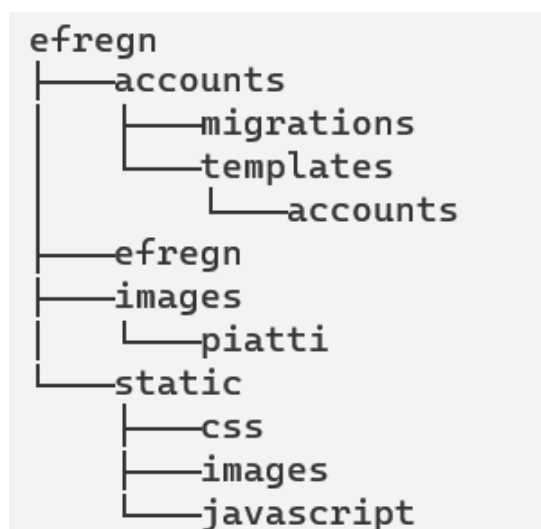 efregn
accounts
migrations
templates
accounts
efregn
images
piatti
static
css
images
javascript